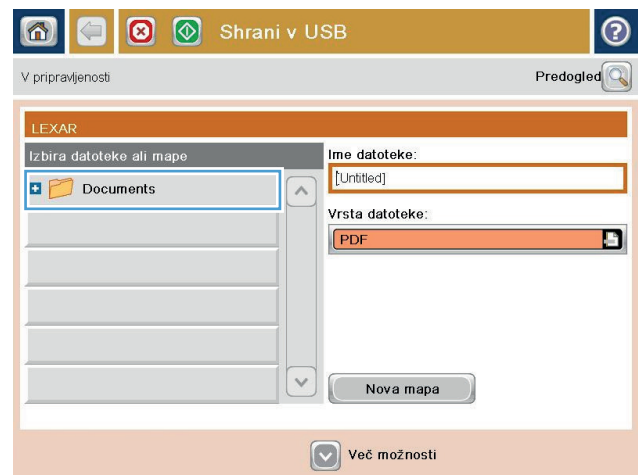 Shrani v USB
V pripravljenosti
Predogled
LEXAR
Izbira datoteke ali mape
Documents
Ime datoteke:
[Untitled]
Vrsta datoteke:
PDF
Nova mapa
Več možnosti